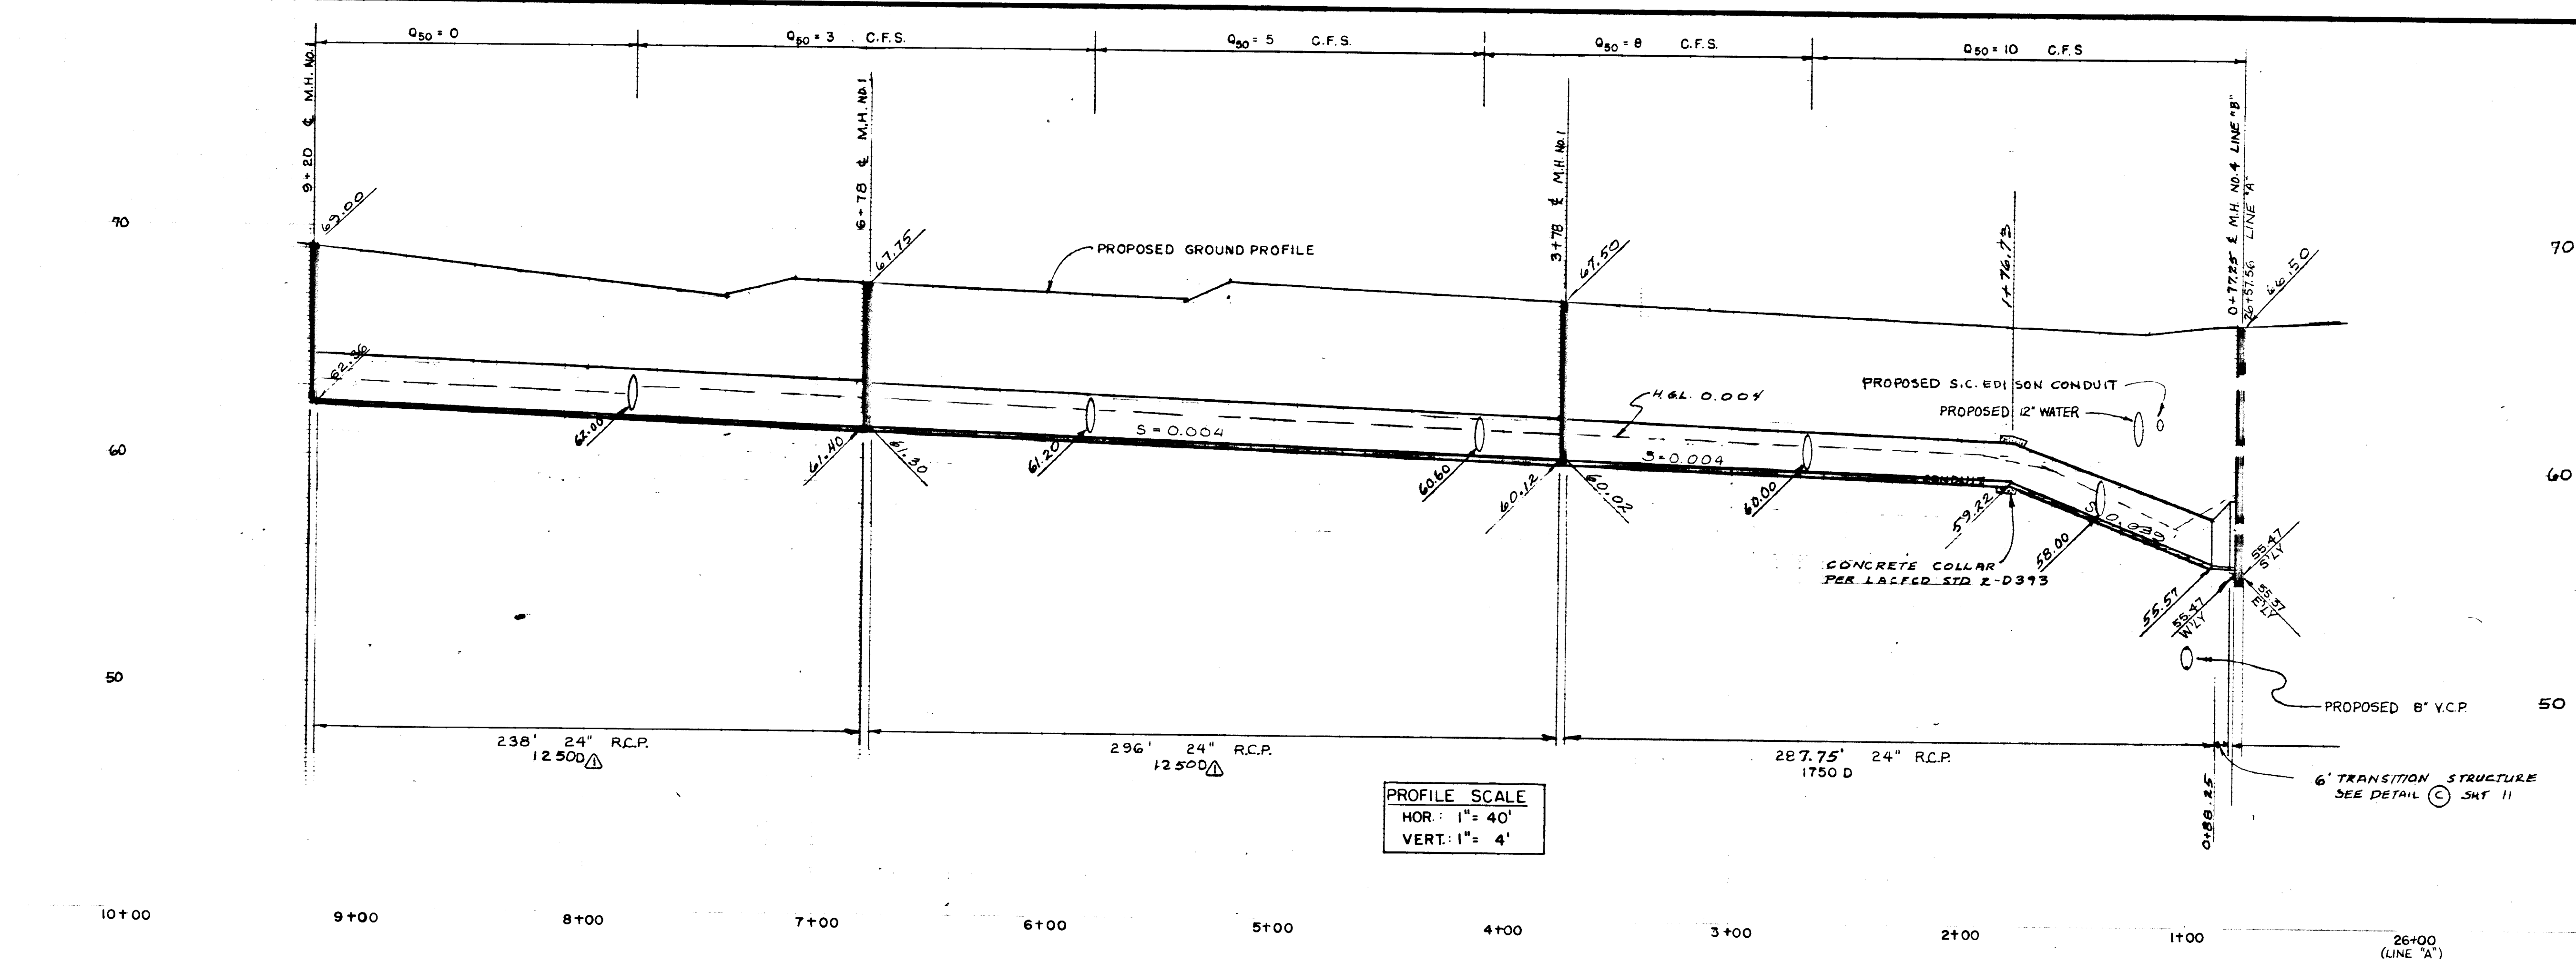 Q50 = 0
Q50 = 3 C.F.S.
Q50 = 5 C.F.S.
Q50 = 8 C.F.S.
Q50 = 10 C.F.S
9+20 ℄ M.H. NO.1
6+78 ℄ M.H. NO.1
3+78 ℄ M.H. NO.1
1+76.73
0+77.25 ℄ M.H. NO.4 LINE "B"
26+57.56 LINE "A"
69.00
67.75
67.50
66.50
70
70
PROPOSED GROUND PROFILE
PROPOSED S.C. EDISON CONDUIT
PROPOSED 12" WATER
H.G.L. 0.004
62.36
62.00
61.40
61.30
61.20
S = 0.004
60.60
60.12
60.02
S=0.004
60.00
CONDUIT
59.22
S 0.039
58.00
60
60
CONCRETE COLLAR
PER LACFCD STD 2-D393
55.57
55.47
W'LY
55.47
S'LY
55.37
E'LY
50
50
PROPOSED 8" V.C.P.
238' 24" R.C.P.
1250D 1
296' 24" R.C.P.
1250D 1
287.75' 24" R.C.P.
1750 D
0+88.25
6' TRANSITION STRUCTURE
SEE DETAIL C SHT 11
PROFILE SCALE
HOR.: 1"= 40'
VERT.: 1"= 4'
10+00
9+00
8+00
7+00
6+00
5+00
4+00
3+00
2+00
1+00
26+00
(LINE "A")